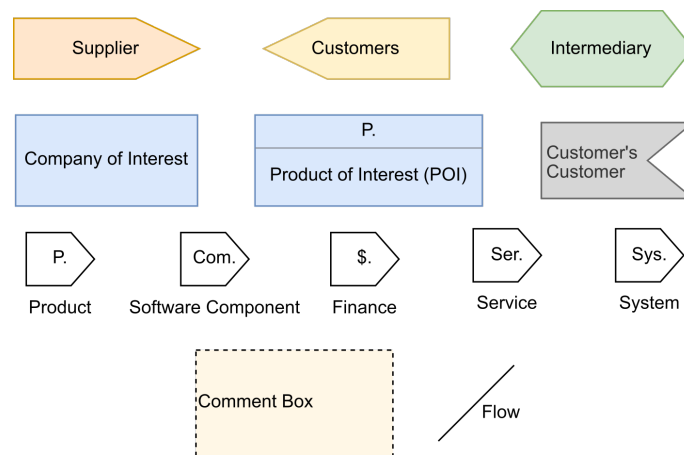 Supplier
Customers
Intermediary
Company of Interest
P.
Product of Interest (POI)
Customer's
Customer
P.
Com.
$.
Ser.
Sys.
Product
Software Component
Finance
Service
System
Comment Box
Flow